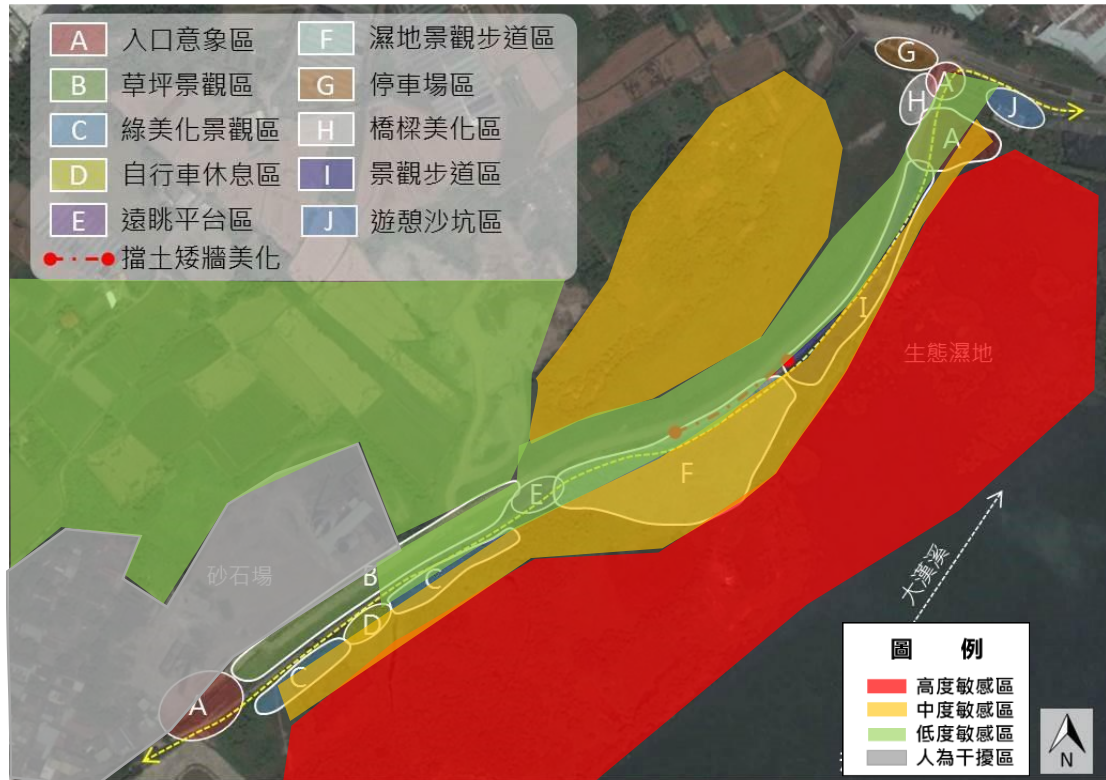 A 入口意象區
B 草坪景觀區
C 綠美化景觀區
D 自行車休息區
E 遠眺平台區
F 濕地景觀步道區
G 停車場區
H 橋樑美化區
I 景觀步道區
J 遊憩沙坑區
擋土矮牆美化
G
A
H
J
A
I
生態濕地
F
E
砂石場
B
C
D
C
A
大漢溪
圖 例
高度敏感區
中度敏感區
低度敏感區
人為干擾區
N